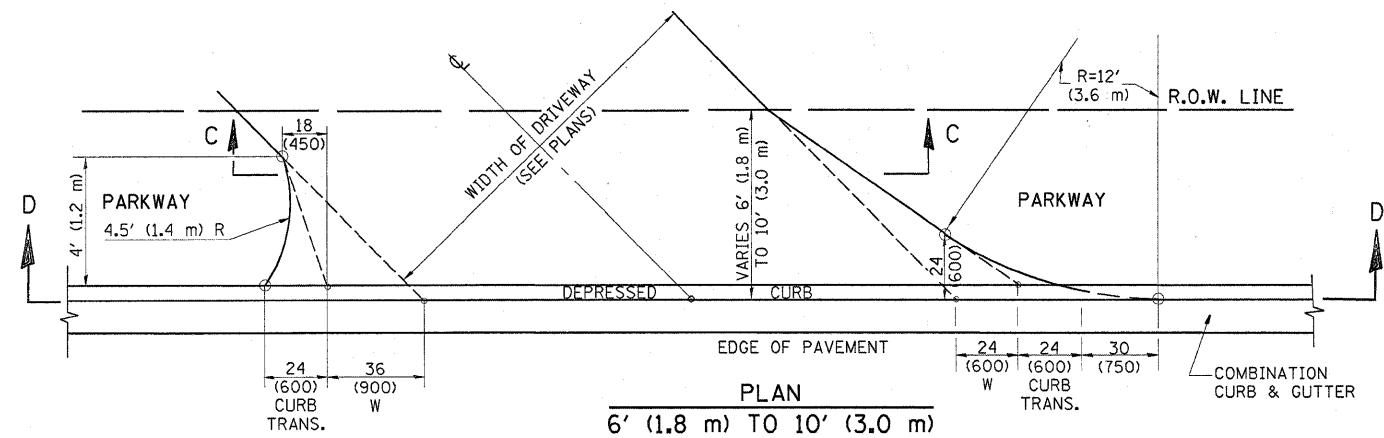 R=12'
(3.6 m)
R.O.W. LINE
℄
C
18
(450)
WIDTH OF DRIVEWAY
(SEE PLANS)
C
D
4' (1.2 m)
PARKWAY
4.5' (1.4 m) R
VARIES 6' (1.8 m)
TO 10' (3.0 m)
PARKWAY
D
24
(600)
DEPRESSED CURB
EDGE OF PAVEMENT
24
(600)
CURB
TRANS.
36
(900)
W
24
(600)
W
24
(600)
CURB
TRANS.
30
(750)
COMBINATION
CURB & GUTTER
PLAN
6' (1.8 m) TO 10' (3.0 m)